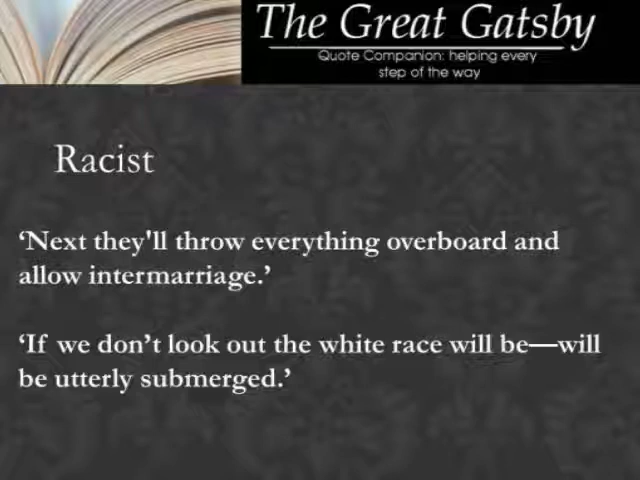 The Great Gatsby
Quote Companion: helping every
step of the way
Racist
‘Next they'll throw everything overboard and
allow intermarriage.’
‘If we don’t look out the white race will be—will
be utterly submerged.’